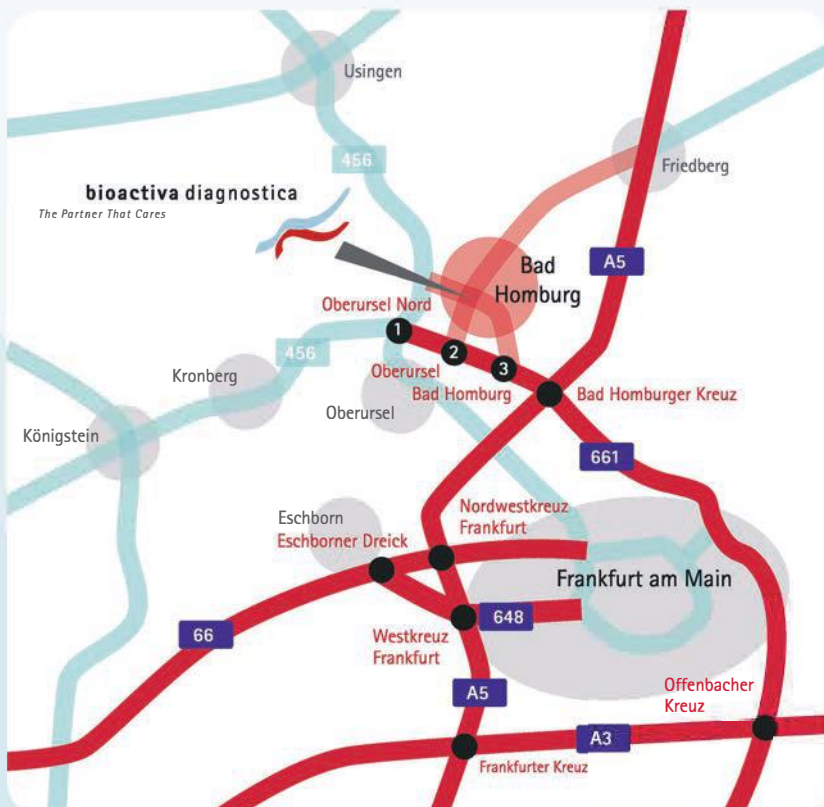 Usingen
456
Friedberg
bioactiva diagnostica
The Partner That Cares
A5
Bad
Homburg
Oberursel Nord
1
2
3
456
Kronberg
Oberursel
Bad Homburg
Bad Homburger Kreuz
Oberursel
Königstein
661
Nordwestkreuz
Frankfurt
Eschborn
Eschborner Dreick
Frankfurt am Main
648
66
Westkreuz
Frankfurt
A5
Offenbacher
Kreuz
A3
Frankfurter Kreuz